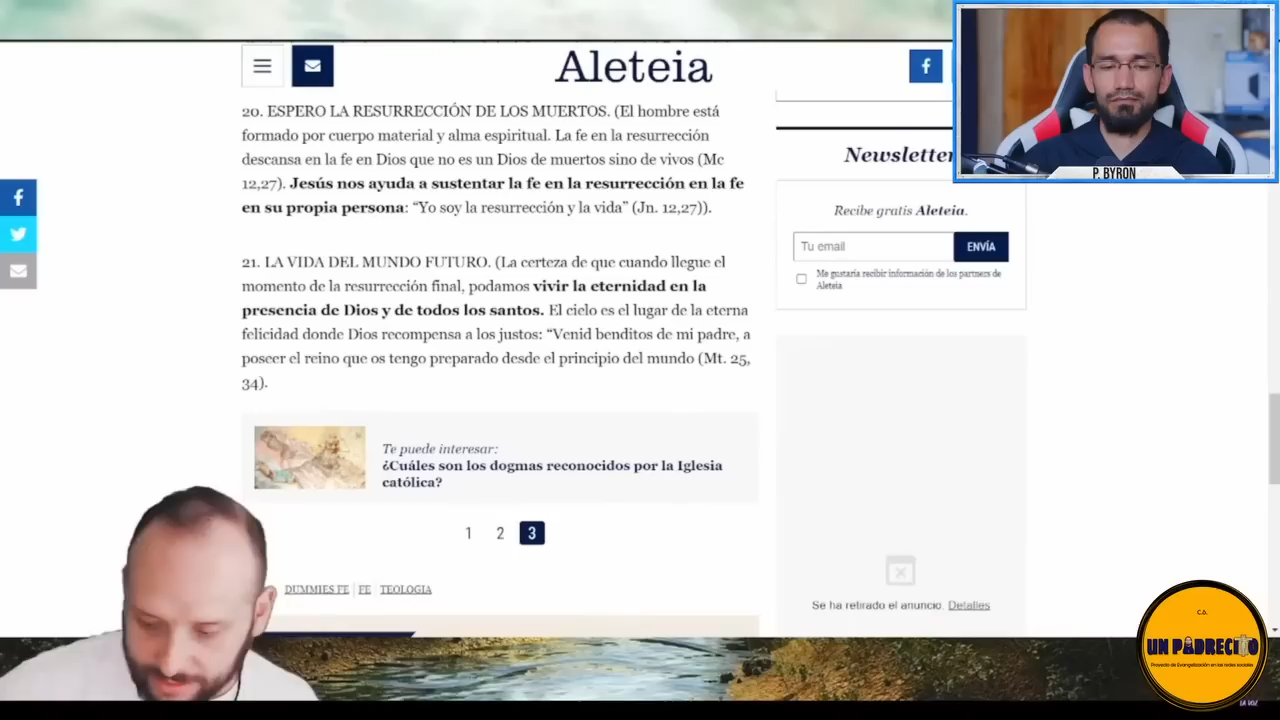 Aleteia
20. ESPERO LA RESURRECCIÓN DE LOS MUERTOS. (El hombre está
formado por cuerpo material y alma espiritual. La fe en la resurrección
descansa en la fe en Dios que no es un Dios de muertos sino de vivos (Mc
12,27). Jesús nos ayuda a sustentar la fe en la resurrección en la fe
en su propia persona: “Yo soy la resurrección y la vida” (Jn. 12,27)).
21. LA VIDA DEL MUNDO FUTURO. (La certeza de que cuando llegue el
momento de la resurrección final, podamos vivir la eternidad en la
presencia de Dios y de todos los santos. El cielo es el lugar de la eterna
felicidad donde Dios recompensa a los justos: “Venid benditos de mi padre, a
poseer el reino que os tengo preparado desde el principio del mundo (Mt. 25,
34).
Te puede interesar:
¿Cuáles son los dogmas reconocidos por la Iglesia
católica?
1 2 3
DUMMIES FE | FE | TEOLOGIA
Newsletter
Recibe gratis Aleteia.
Tu email
ENVÍA
Me gustaría recibir información de los partners de
Aleteia
Se ha retirado el anuncio. Detalles
P. BYRON
C.G.
UN PADRECITO
Proyecto de Evangelización en las redes sociales
LA VOZ